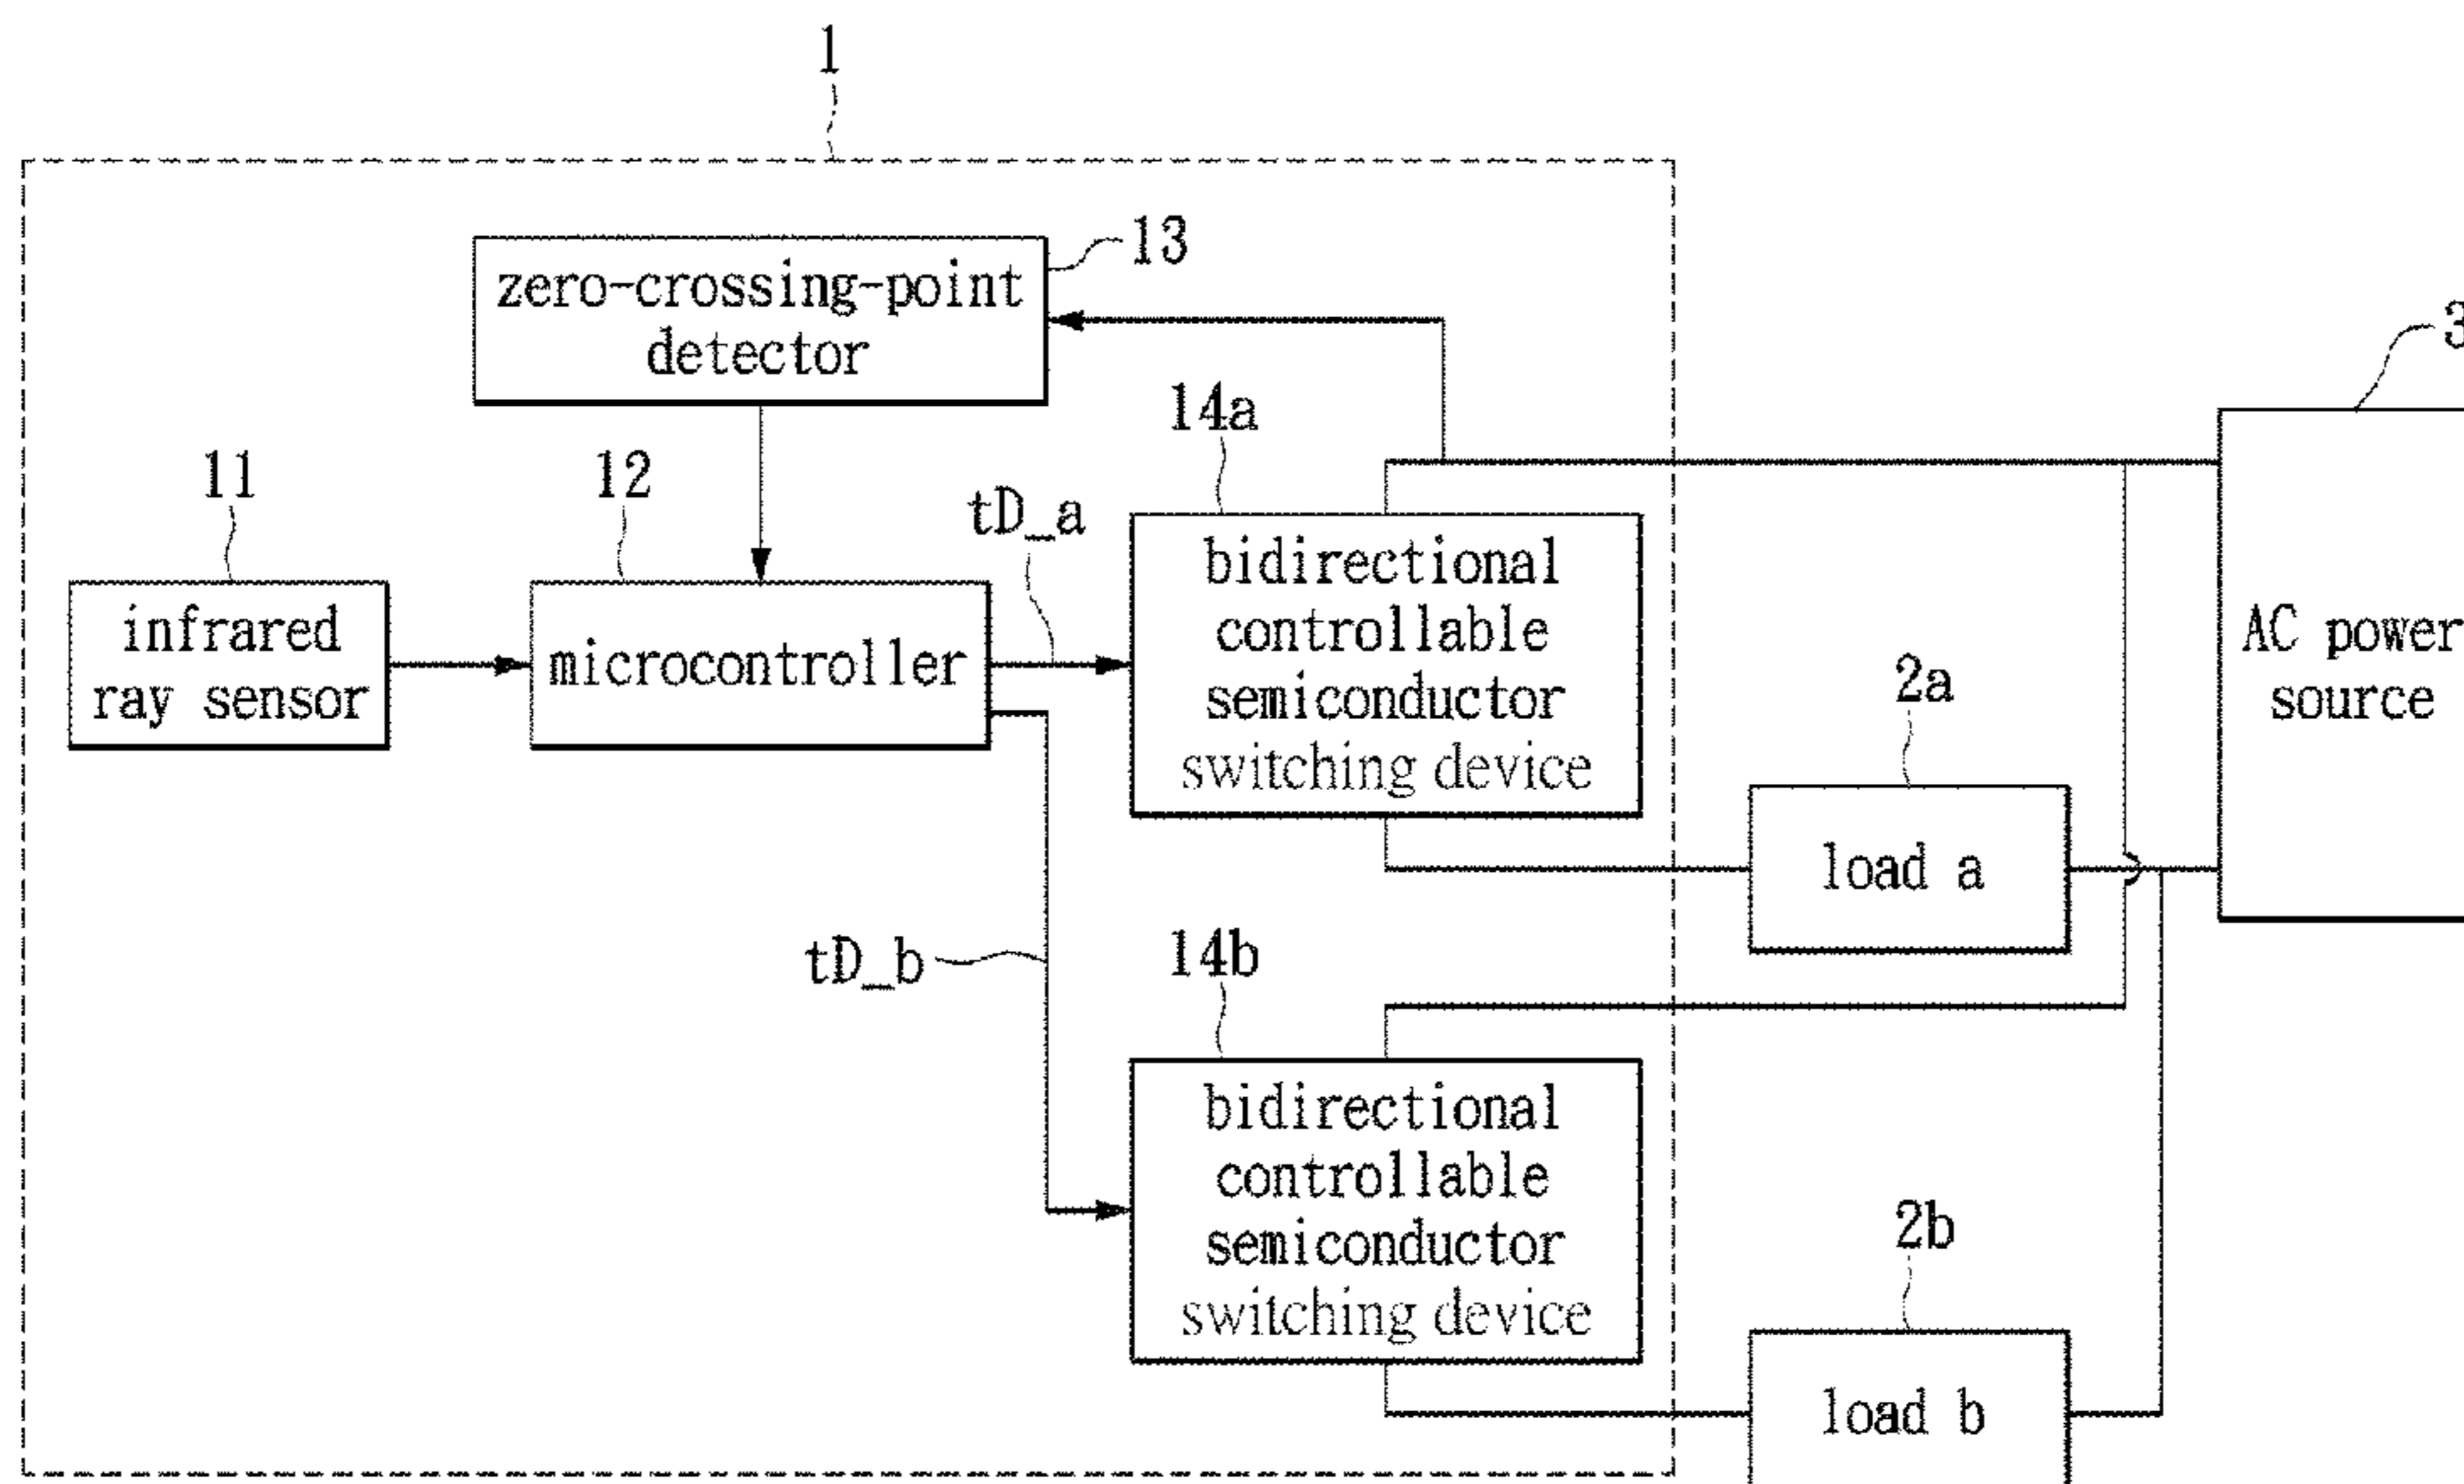 1
13
zero-crossing-point
detector
3
14a
11
12
tD_a
infrared
ray sensor
microcontroller
bidirectional
controllable
semiconductor
switching device
AC power
source
2a
load a
tD_b
14b
bidirectional
controllable
semiconductor
switching device
2b
load b